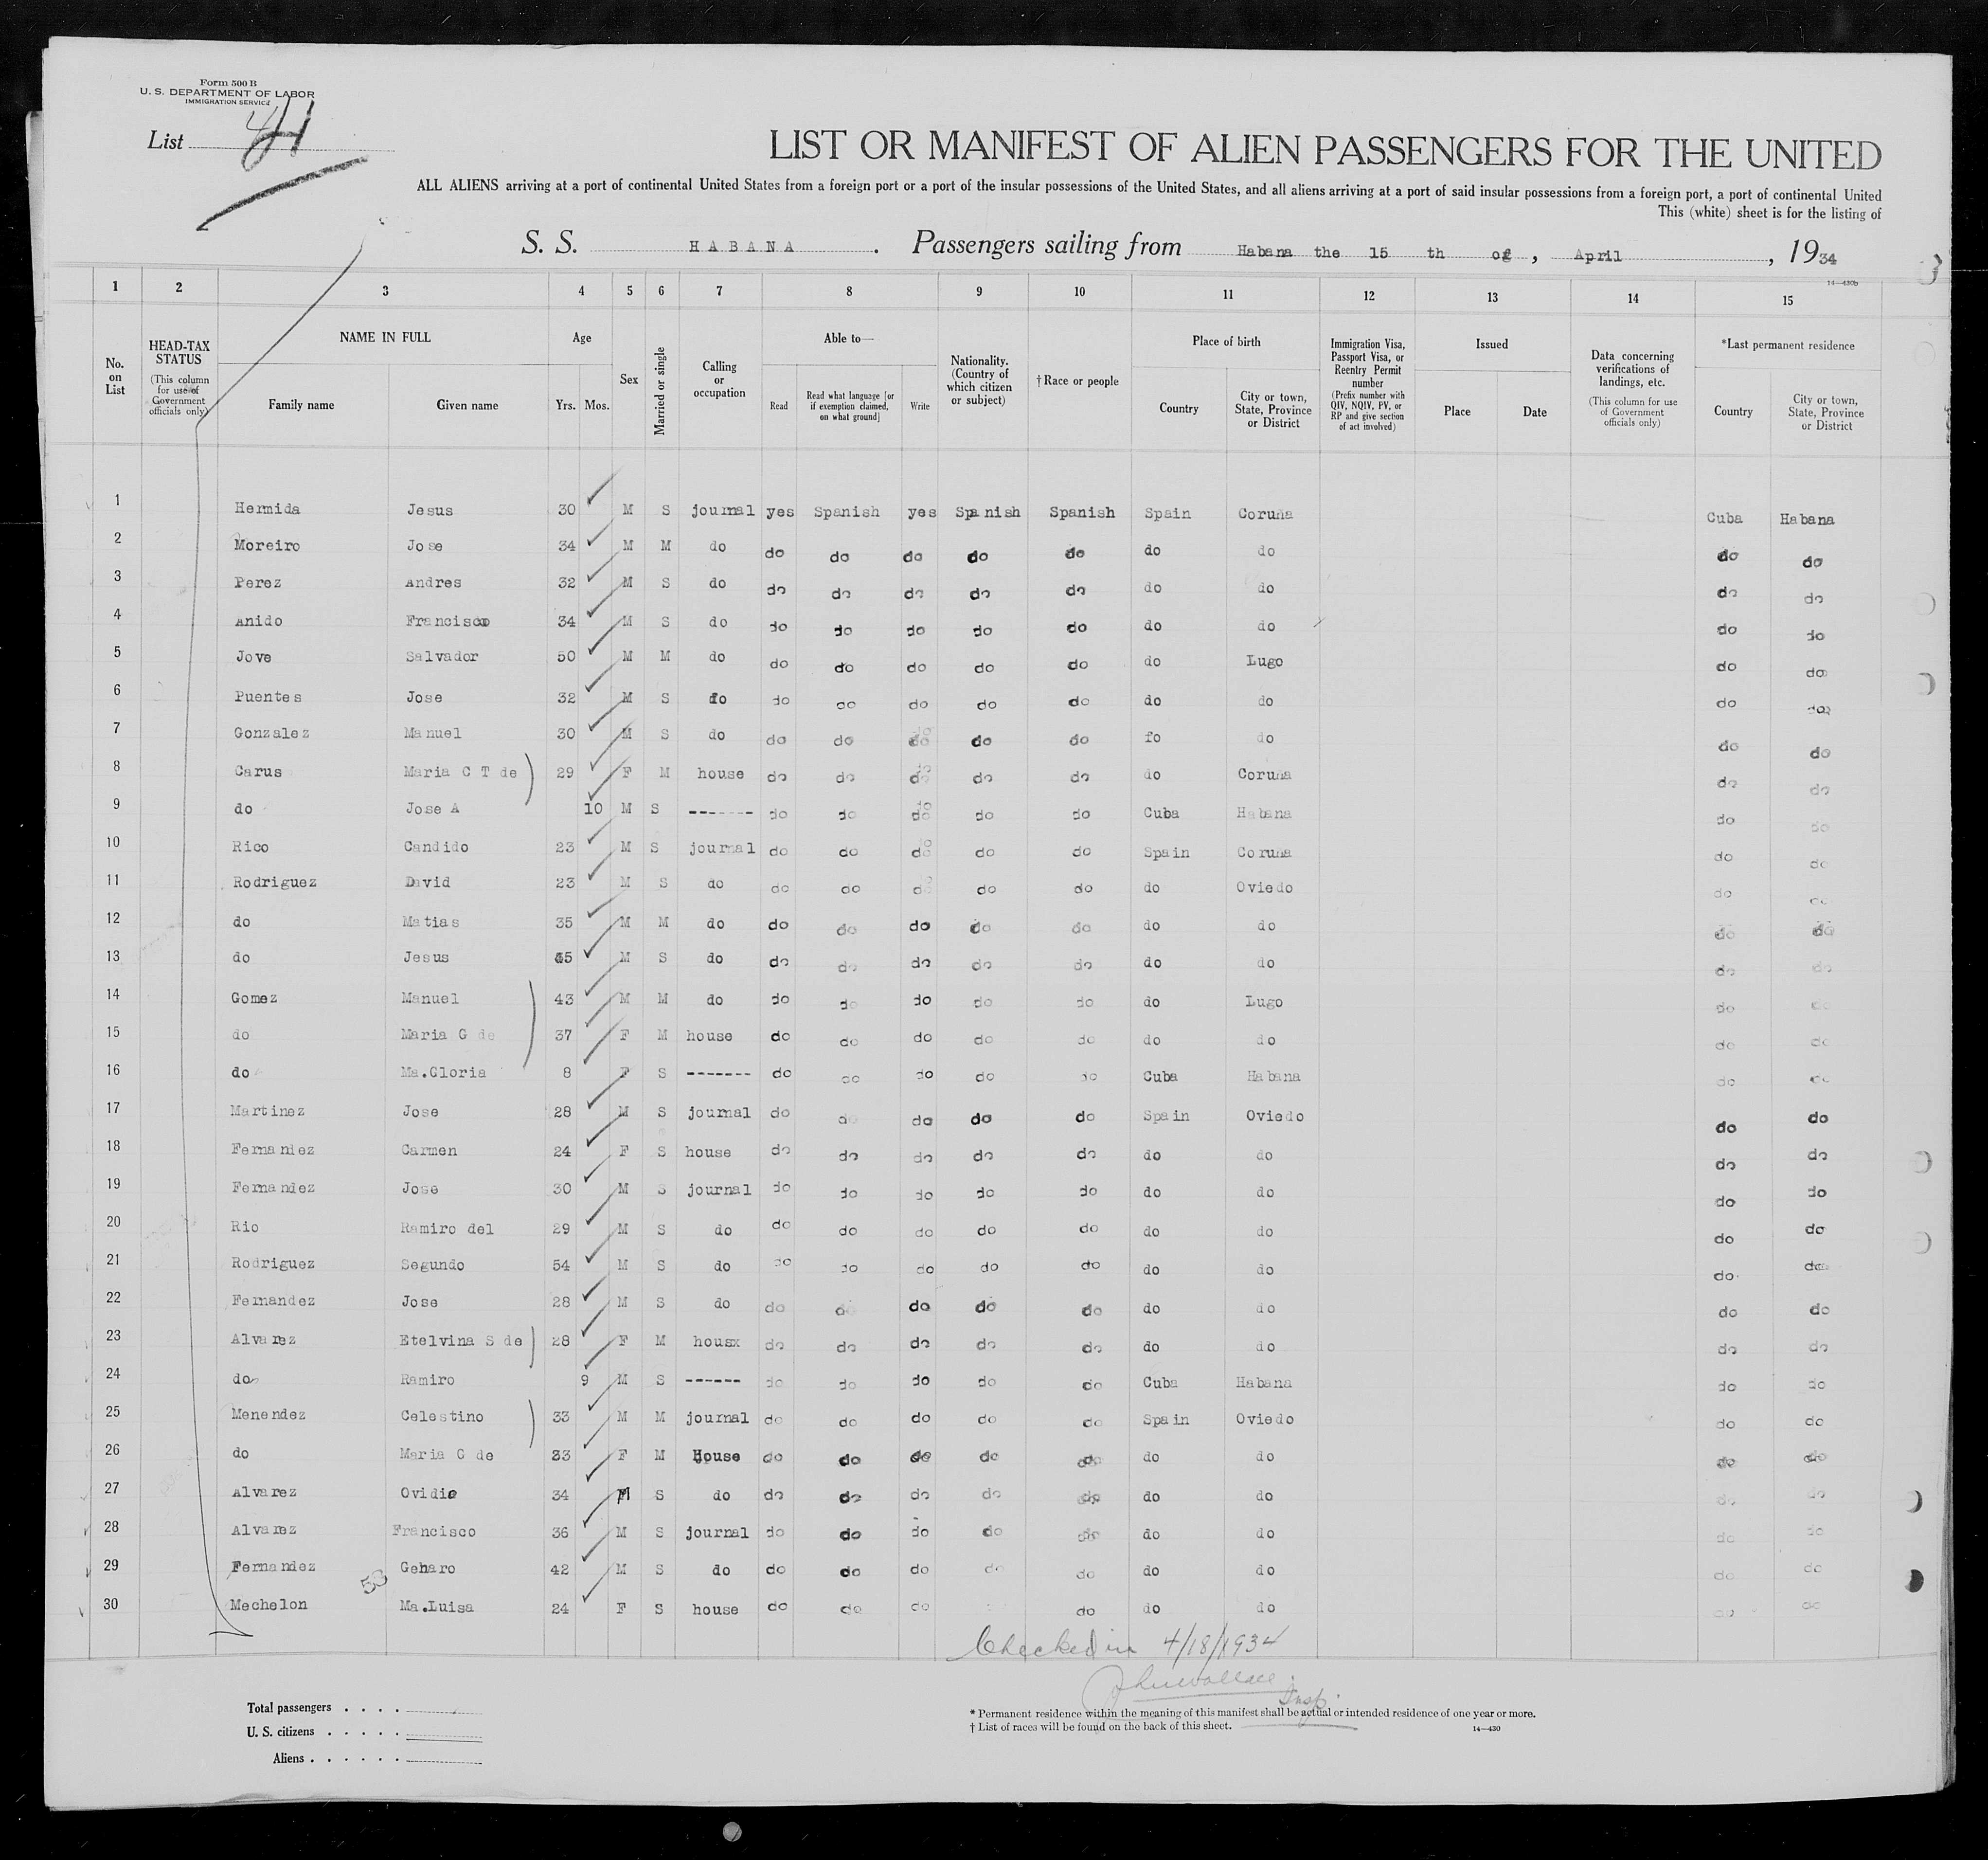 Form 500 B
U. S. DEPARTMENT OF LABOR
IMMIGRATION SERVICE
List 4
LIST OR MANIFEST OF ALIEN PASSENGERS FOR THE UNITED
ALL ALIENS arriving at a port of continental United States from a foreign port or a port of the insular possessions of the United States, and all aliens arriving at a port of said insular possessions from a foreign port, a port of continental United
This (white) sheet is for the listing of
S. S. HABANA . Passengers sailing from Habana the 15 th of , April , 1934
14—430b
1 2 3 4 5 6 7 8 9 10 11 12 13 14 15
No. on List
HEAD-TAX STATUS (This column for use of Government officials only)
NAME IN FULL Family name Given name
Age Yrs. Mos.
Sex
Married or single
Calling or occupation
Able to— Read Read what language [or if exemption claimed, on what ground] Write
Nationality. (Country of which citizen or subject)
† Race or people
Place of birth Country City or town, State, Province or District
Immigration Visa, Passport Visa, or Reentry Permit number (Prefix number with QIV, NQIV, PV, or RP and give section of act involved)
Issued Place Date
Data concerning verifications of landings, etc. (This column for use of Government officials only)
*Last permanent residence Country City or town, State, Province or District
1 Hermida Jesus 30 M S journal yes Spanish yes Spanish Spanish Spain Coruña Cuba Habana
2 Moreiro Jose 34 M M do do do do do do do do do do
3 Perez Andres 32 M S do do do do do do do do do do
4 Anido Francisco 34 M S do do do do do do do do do do
5 Jove Salvador 50 M M do do do do do do do Lugo do do
6 Puentes Jose 32 M S do do do do do do do do do do
7 Gonzalez Manuel 30 M S do do do do do do fo do do do
8 Carus Maria C T de 29 F M house do do do do do do Coruña do do
9 do Jose A 10 M S ------- do do do do do Cuba Habana do do
10 Rico Candido 23 M S journal do do do do do Spain Coruña do do
11 Rodriguez David 23 M S do do do do do do do Oviedo do do
12 do Matias 35 M M do do do do do do do do do do
13 do Jesus 45 M S do do do do do do do do do do
14 Gomez Manuel 43 M M do do do do do do do Lugo do do
15 do Maria G de 37 F M house do do do do do do do do do
16 do Ma.Gloria 8 F S ------- do do do do do Cuba Habana do do
17 Martinez Jose 28 M S journal do do do do do Spain Oviedo do do
18 Fernandez Carmen 24 F S house do do do do do do do do do
19 Fernandez Jose 30 M S journal do do do do do do do do do
20 Rio Ramiro del 29 M S do do do do do do do do do do
21 Rodriguez Segundo 54 M S do do do do do do do do do do
22 Fernandez Jose 28 M S do do do do do do do do do do
23 Alvarez Etelvina S de 28 F M housx do do do do do do do do do
24 do Ramiro 9 M S ------ do do do do do Cuba Habana do do
25 Menendez Celestino 33 M M journal do do do do do Spain Oviedo do do
26 do Maria G de 33 F M House do do do do do do do do do
27 Alvarez Ovidio 34 M S do do do do do do do do do do
28 Alvarez Francisco 36 M S journal do do do do do do do do do
29 Fernandez Genaro 42 M S do do do do do do do do do do
53
30 Mechelon Ma.Luisa 24 F S house do do do do do do do do
Checked in 4/18/1934
Insp.
Total passengers
U. S. citizens
Aliens
* Permanent residence within the meaning of this manifest shall be actual or intended residence of one year or more.
† List of races will be found on the back of this sheet.
14—430